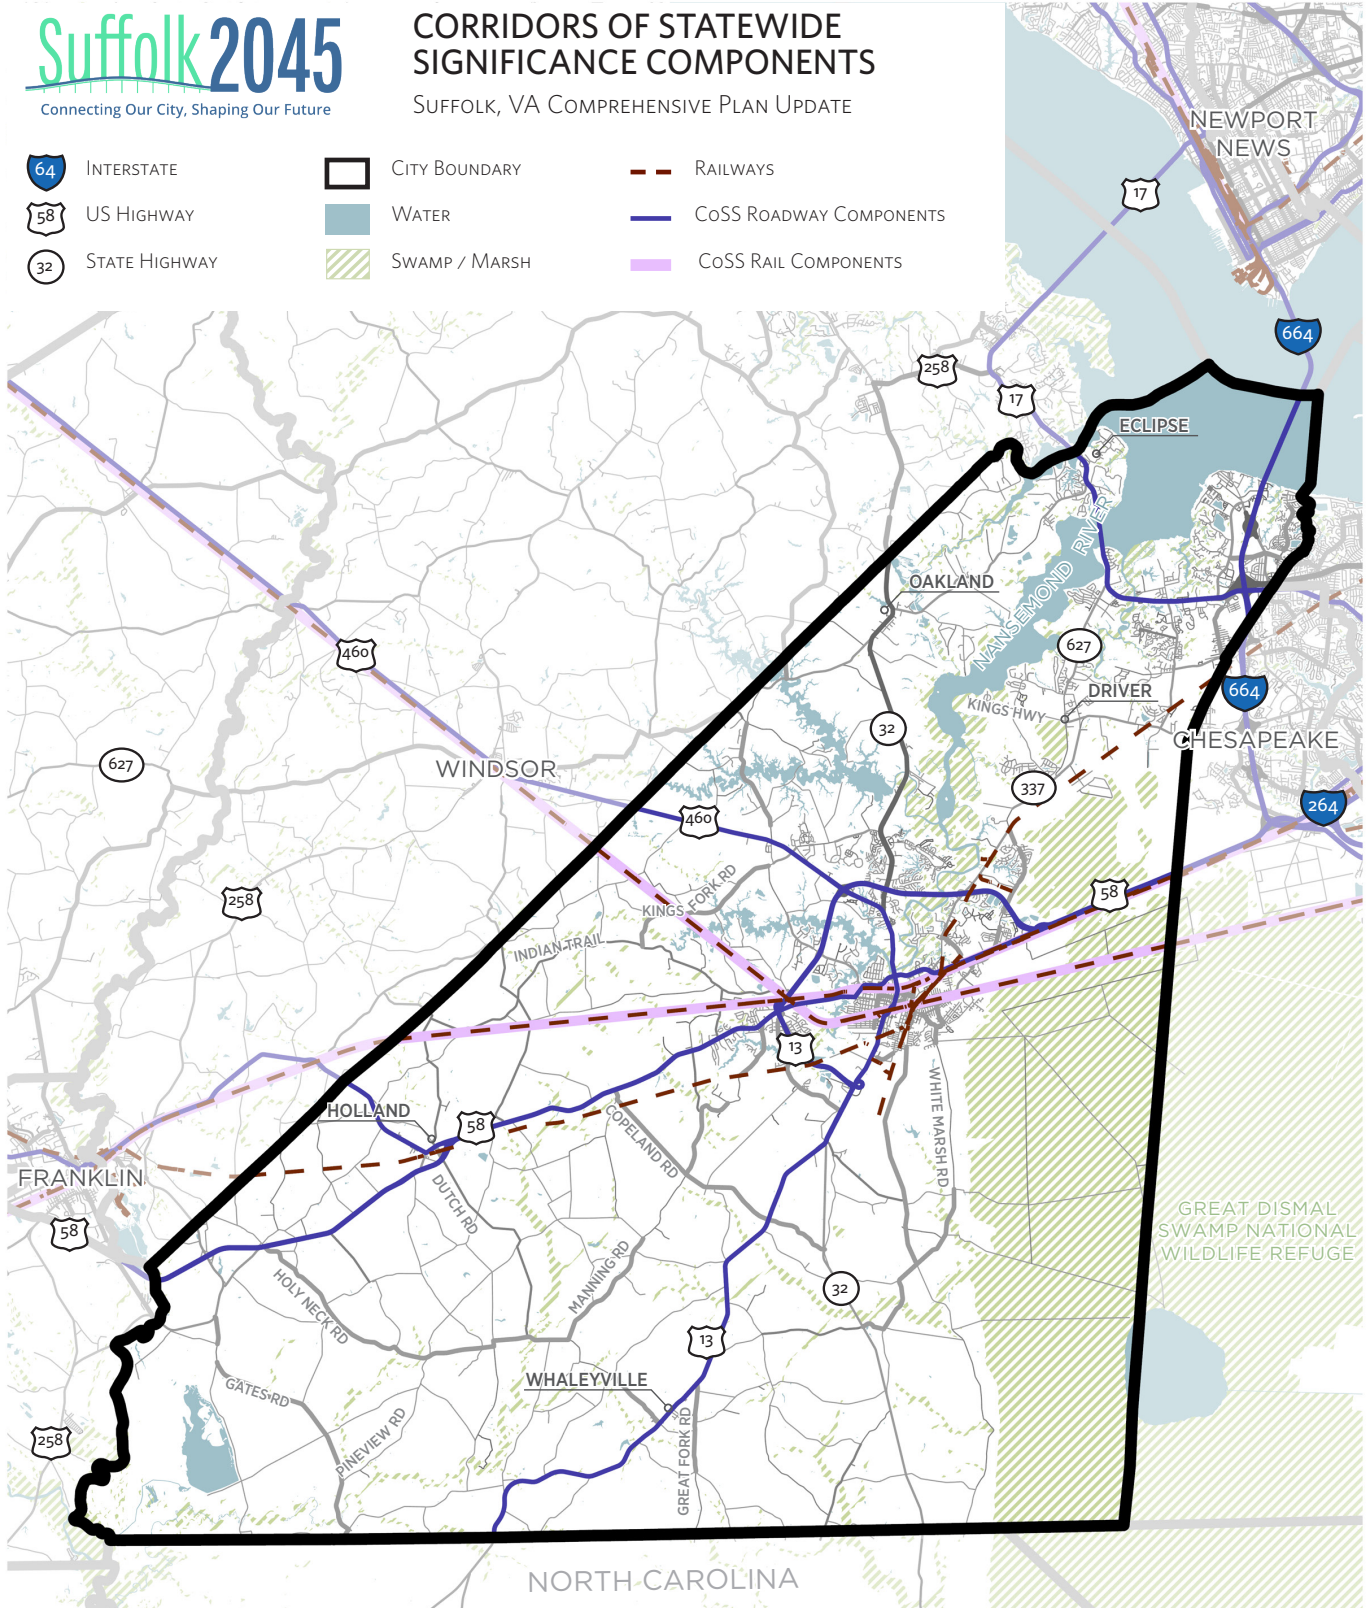 Suffolk 2045
Connecting Our City, Shaping Our Future
CORRIDORS OF STATEWIDE
SIGNIFICANCE COMPONENTS
SUFFOLK, VA COMPREHENSIVE PLAN UPDATE
64 INTERSTATE
58 US HIGHWAY
32 STATE HIGHWAY
CITY BOUNDARY
WATER
SWAMP / MARSH
RAILWAYS
COSS ROADWAY COMPONENTS
COSS RAIL COMPONENTS
NEWPORT
NEWS
17
664
258
17
ECLIPSE
OAKLAND
NANSEMOND RIVER
627
460
DRIVER
664
KINGS HWY
32
CHESAPEAKE
627
WINDSOR
337
264
460
258
KINGS FORK RD
58
INDIAN TRAIL
13
HOLLAND
58
COPELAND RD
WHITE MARSH RD
FRANKLIN
DUTCH RD
58
GREAT DISMAL
SWAMP NATIONAL
WILDLIFE REFUGE
HOLY NECK RD
MANNING RD
32
13
WHALEYVILLE
GATES RD
PINEVIEW RD
GREAT FORK RD
258
NORTH CAROLINA